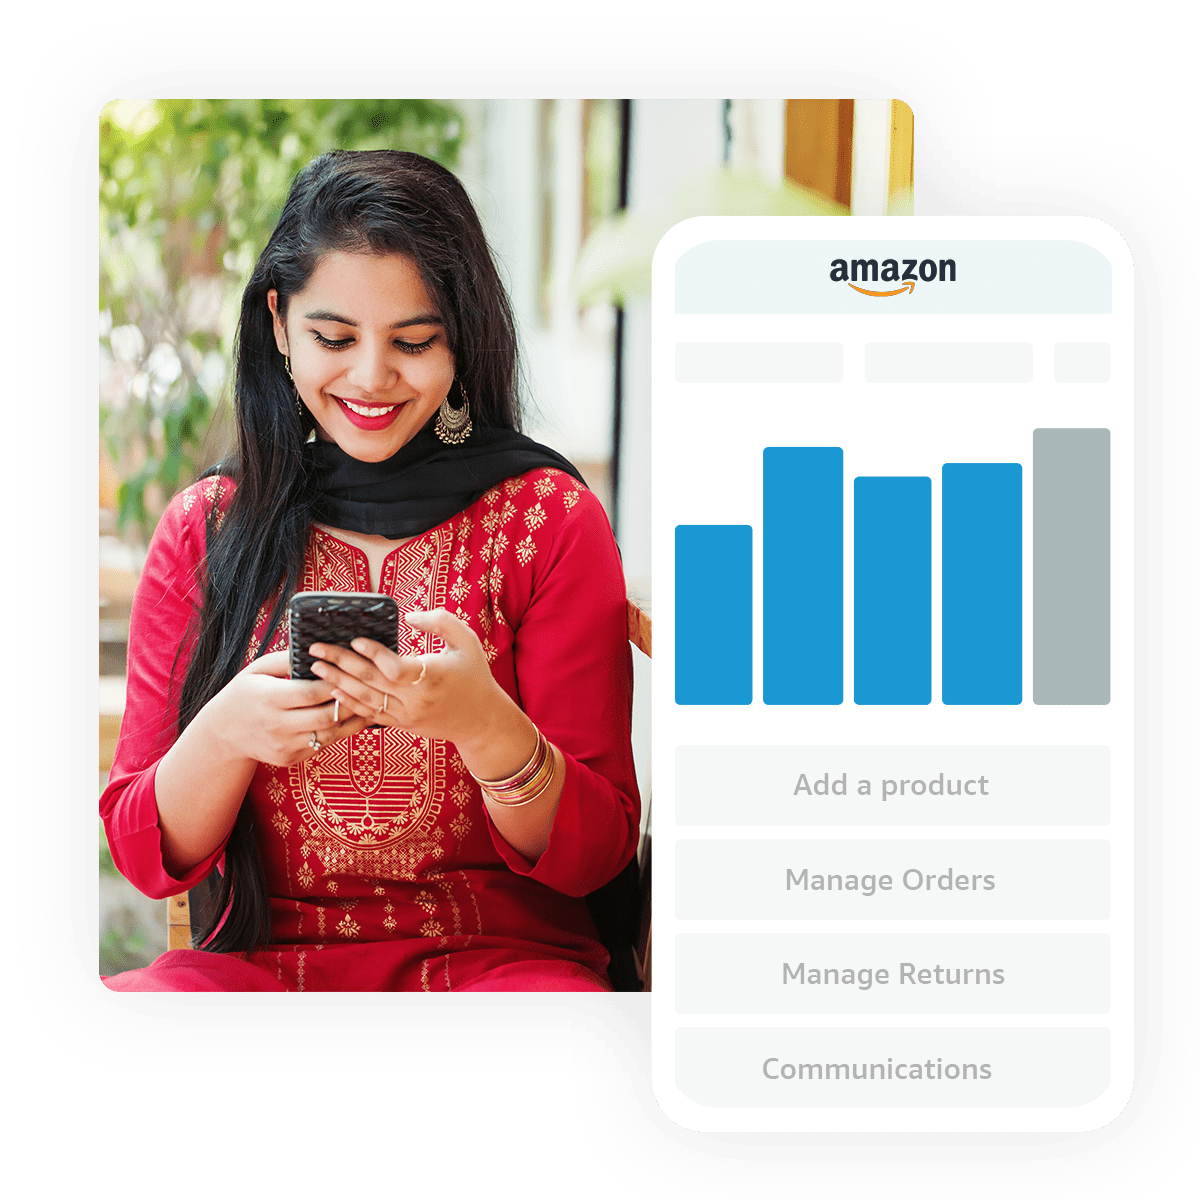 amazon
Add a product
Manage Orders
Manage Returns
Communications